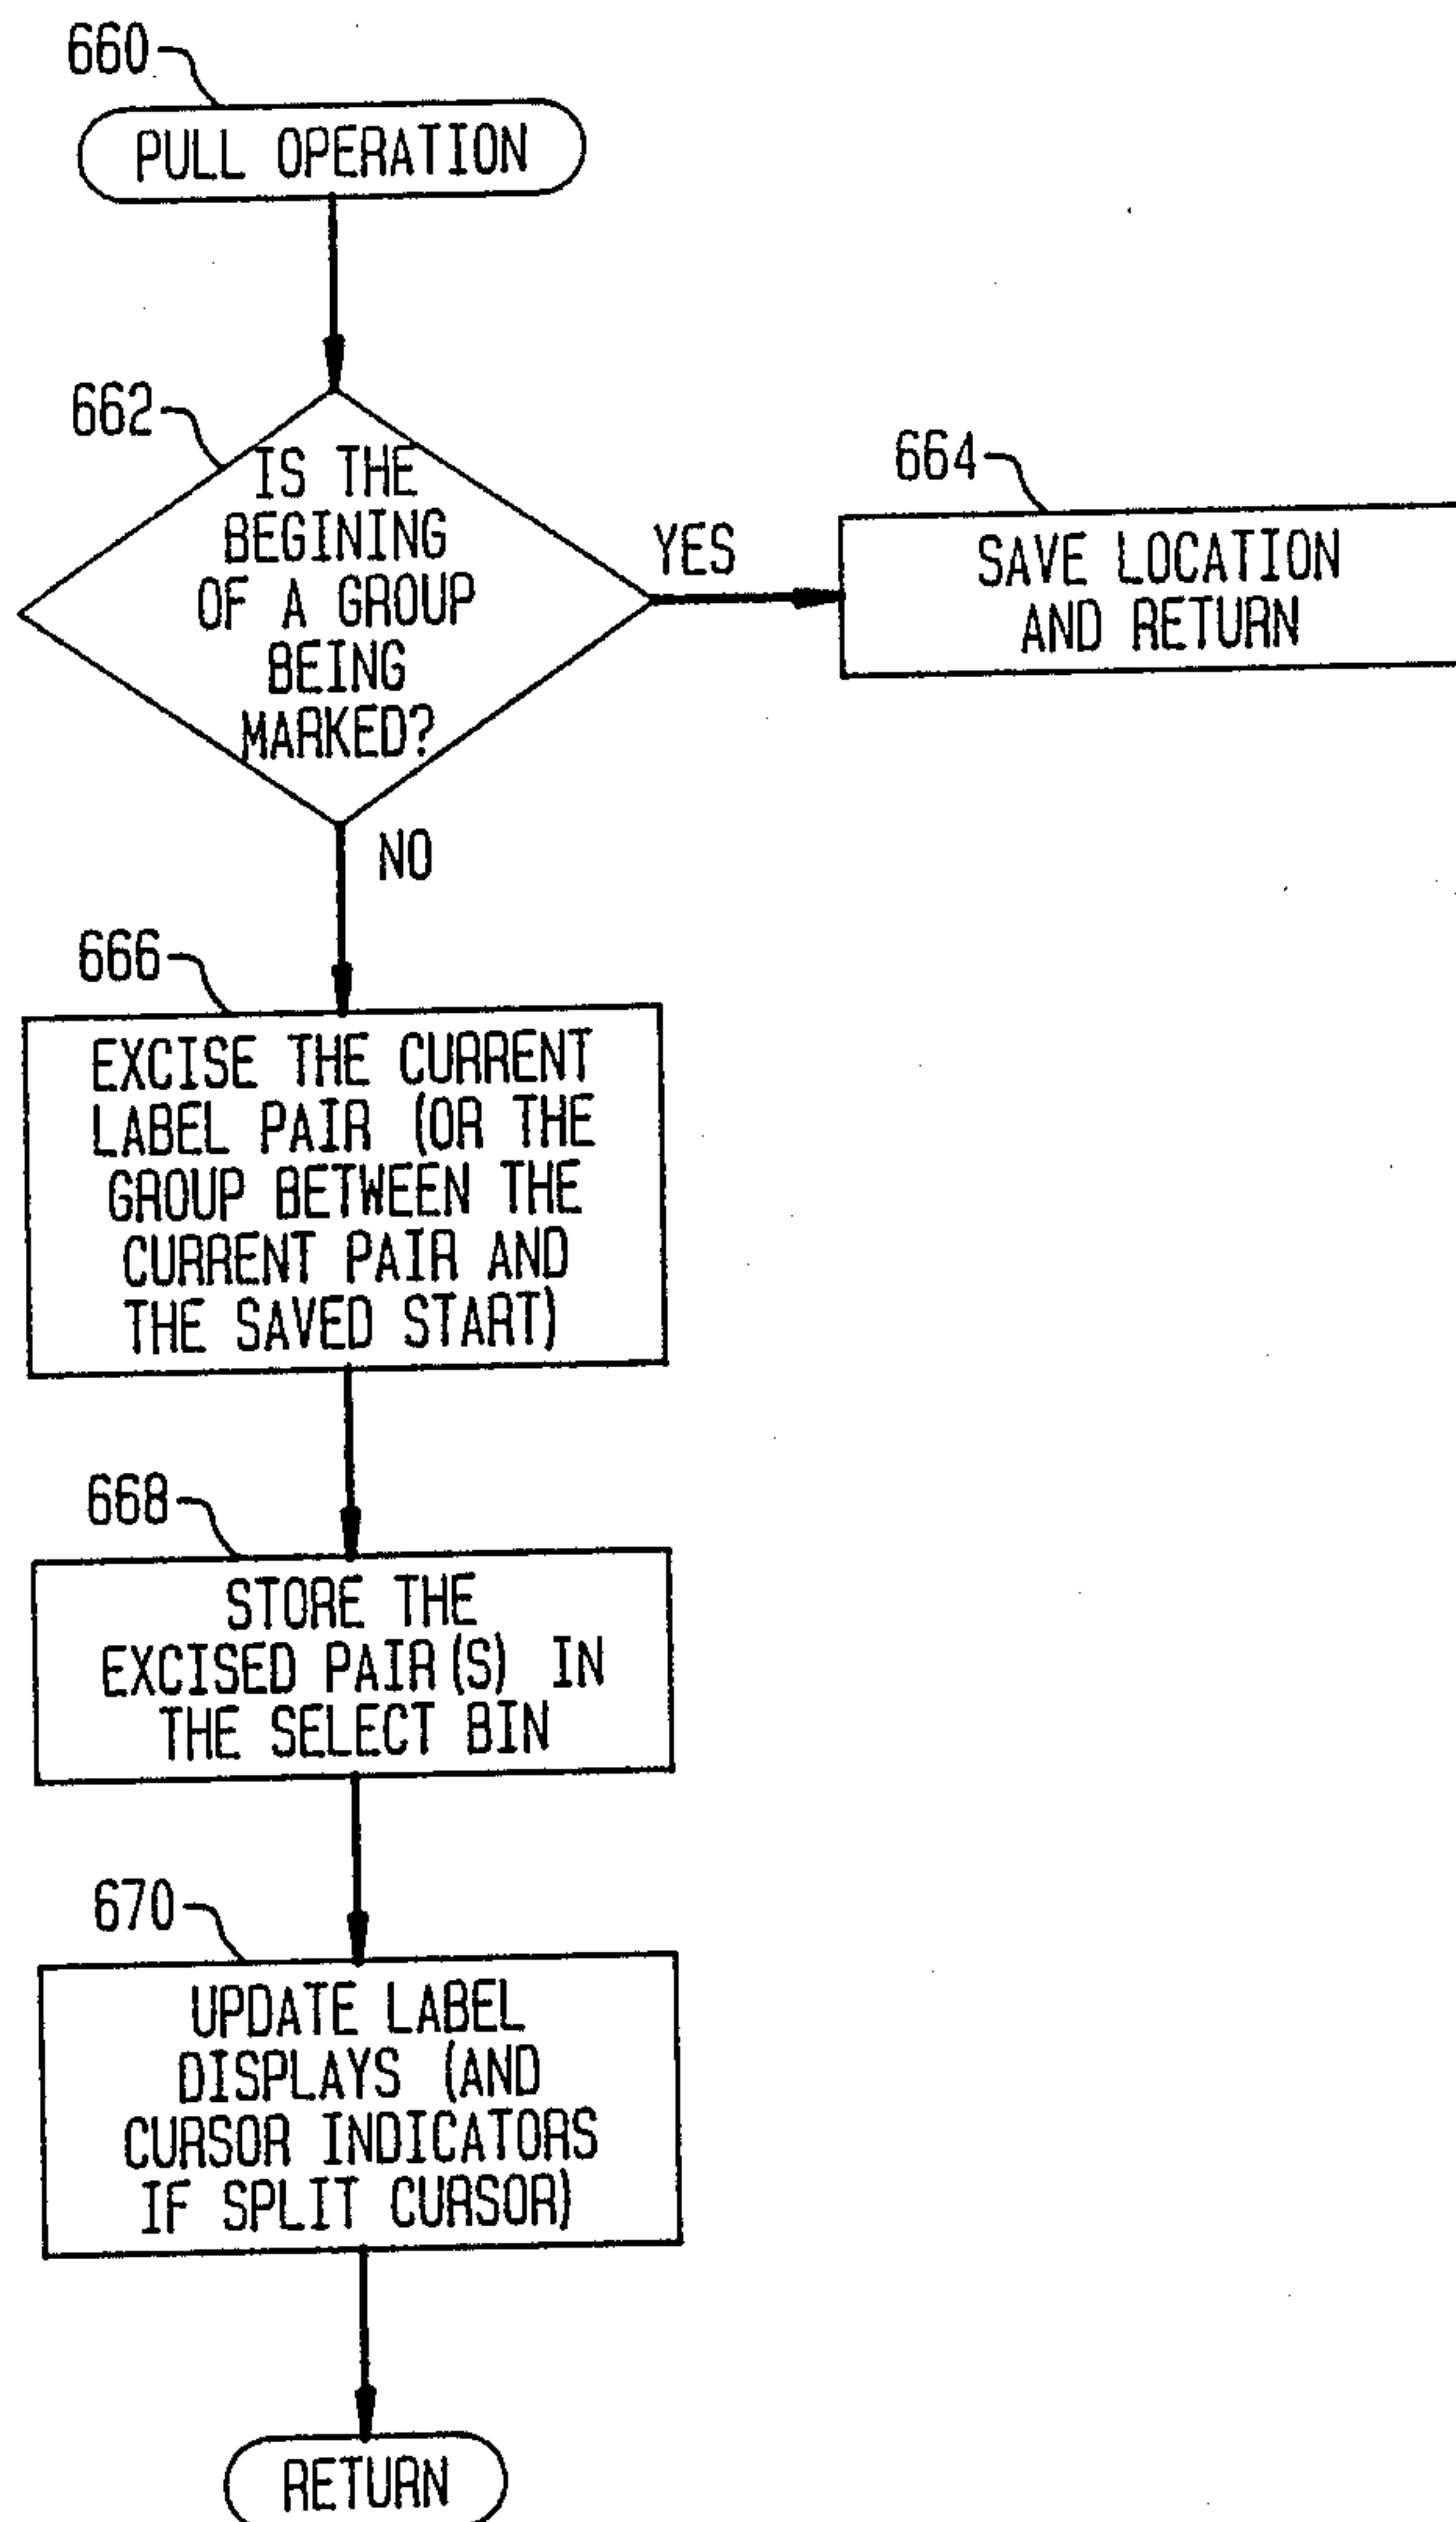 660
PULL OPERATION
662
IS THE
BEGINING
OF A GROUP
BEING
MARKED?
YES
664
SAVE LOCATION
AND RETURN
NO
666
EXCISE THE CURRENT
LABEL PAIR (OR THE
GROUP BETWEEN THE
CURRENT PAIR AND
THE SAVED START)
668
STORE THE
EXCISED PAIR(S) IN
THE SELECT BIN
670
UPDATE LABEL
DISPLAYS (AND
CURSOR INDICATORS
IF SPLIT CURSOR)
RETURN